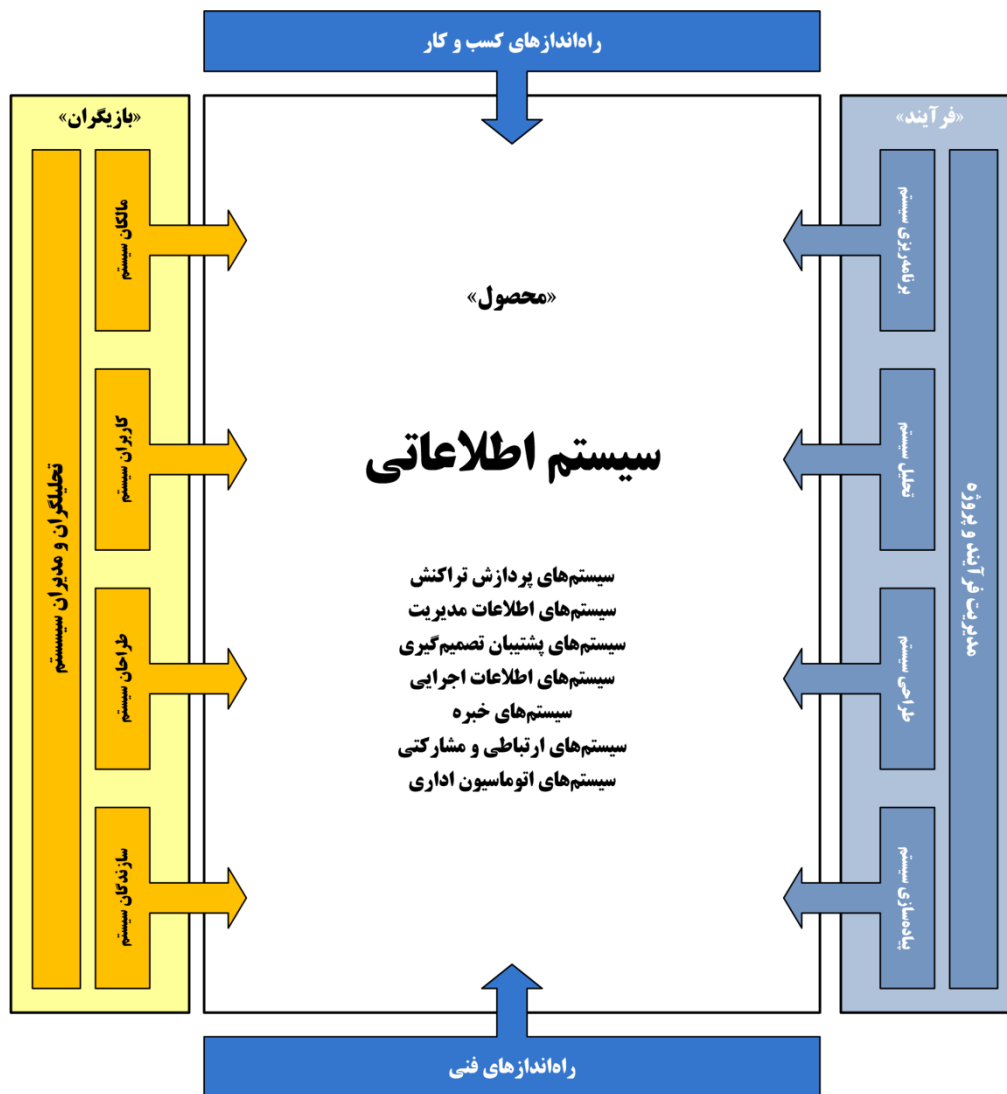 راه‌اندازهای کسب و کار
«فرآیند»
مدیریت فرآیند و پروژه
برنامه‌ریزی سیستم
تحلیل سیستم
طراحی سیستم
پیاده‌سازی سیستم
«محصول»
سیستم اطلاعاتی
سیستم‌های پردازش تراکنش
سیستم‌های اطلاعات مدیریت
سیستم‌های پشتیبان تصمیم‌گیری
سیستم‌های اطلاعات اجرایی
سیستم‌های خبره
سیستم‌های ارتباطی و مشارکتی
سیستم‌های اتوماسیون اداری
«بازیگران»
مالکان سیستم
کاربران سیستم
طراحان سیستم
سازندگان سیستم
تحلیلگران و مدیران سیسستم
راه‌اندازهای فنی